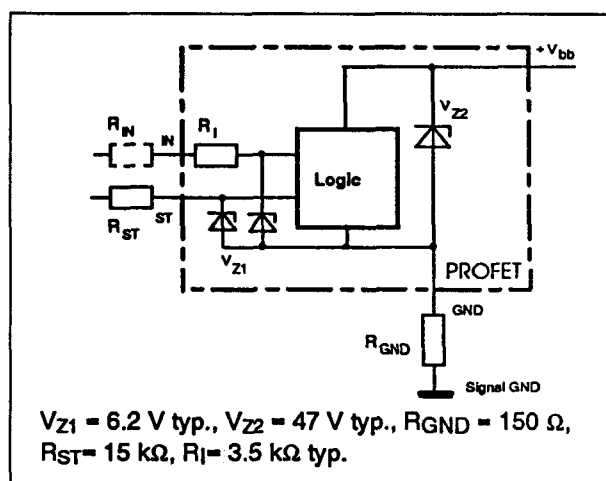 +Vbb
VZ2
RIN
IN
RI
Logic
RST
ST
VZ1
PROFET
GND
RGND
Signal GND
VZ1 = 6.2 V typ., VZ2 = 47 V typ., RGND = 150 Ω,
RST= 15 kΩ, RI= 3.5 kΩ typ.